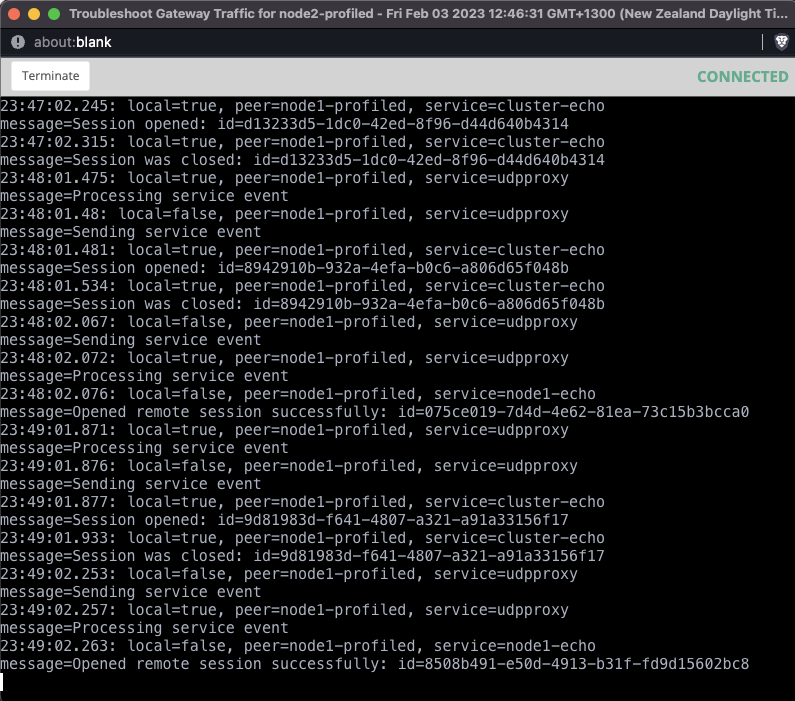 Troubleshoot Gateway Traffic for node2-profiled - Fri Feb 03 2023 12:46:31 GMT+1300 (New Zealand Daylight Ti...
about:blank
Terminate
CONNECTED
23:47:02.245: local=true, peer=node1-profiled, service=cluster-echo
message=Session opened: id=d13233d5-1dc0-42ed-8f96-d44d640b4314
23:47:02.315: local=true, peer=node1-profiled, service=cluster-echo
message=Session was closed: id=d13233d5-1dc0-42ed-8f96-d44d640b4314
23:48:01.475: local=true, peer=node1-profiled, service=udpproxy
message=Processing service event
23:48:01.48: local=false, peer=node1-profiled, service=udpproxy
message=Sending service event
23:48:01.481: local=true, peer=node1-profiled, service=cluster-echo
message=Session opened: id=8942910b-932a-4efa-b0c6-a806d65f048b
23:48:01.534: local=true, peer=node1-profiled, service=cluster-echo
message=Session was closed: id=8942910b-932a-4efa-b0c6-a806d65f048b
23:48:02.067: local=false, peer=node1-profiled, service=udpproxy
message=Sending service event
23:48:02.072: local=true, peer=node1-profiled, service=udpproxy
message=Processing service event
23:48:02.076: local=false, peer=node1-profiled, service=node1-echo
message=Opened remote session successfully: id=075ce019-7d4d-4e62-81ea-73c15b3bcca0
23:49:01.871: local=true, peer=node1-profiled, service=udpproxy
message=Processing service event
23:49:01.876: local=false, peer=node1-profiled, service=udpproxy
message=Sending service event
23:49:01.877: local=true, peer=node1-profiled, service=cluster-echo
message=Session opened: id=9d81983d-f641-4807-a321-a91a33156f17
23:49:01.933: local=true, peer=node1-profiled, service=cluster-echo
message=Session was closed: id=9d81983d-f641-4807-a321-a91a33156f17
23:49:02.253: local=false, peer=node1-profiled, service=udpproxy
message=Sending service event
23:49:02.257: local=true, peer=node1-profiled, service=udpproxy
message=Processing service event
23:49:02.263: local=false, peer=node1-profiled, service=node1-echo
message=Opened remote session successfully: id=8508b491-e50d-4913-b31f-fd9d15602bc8